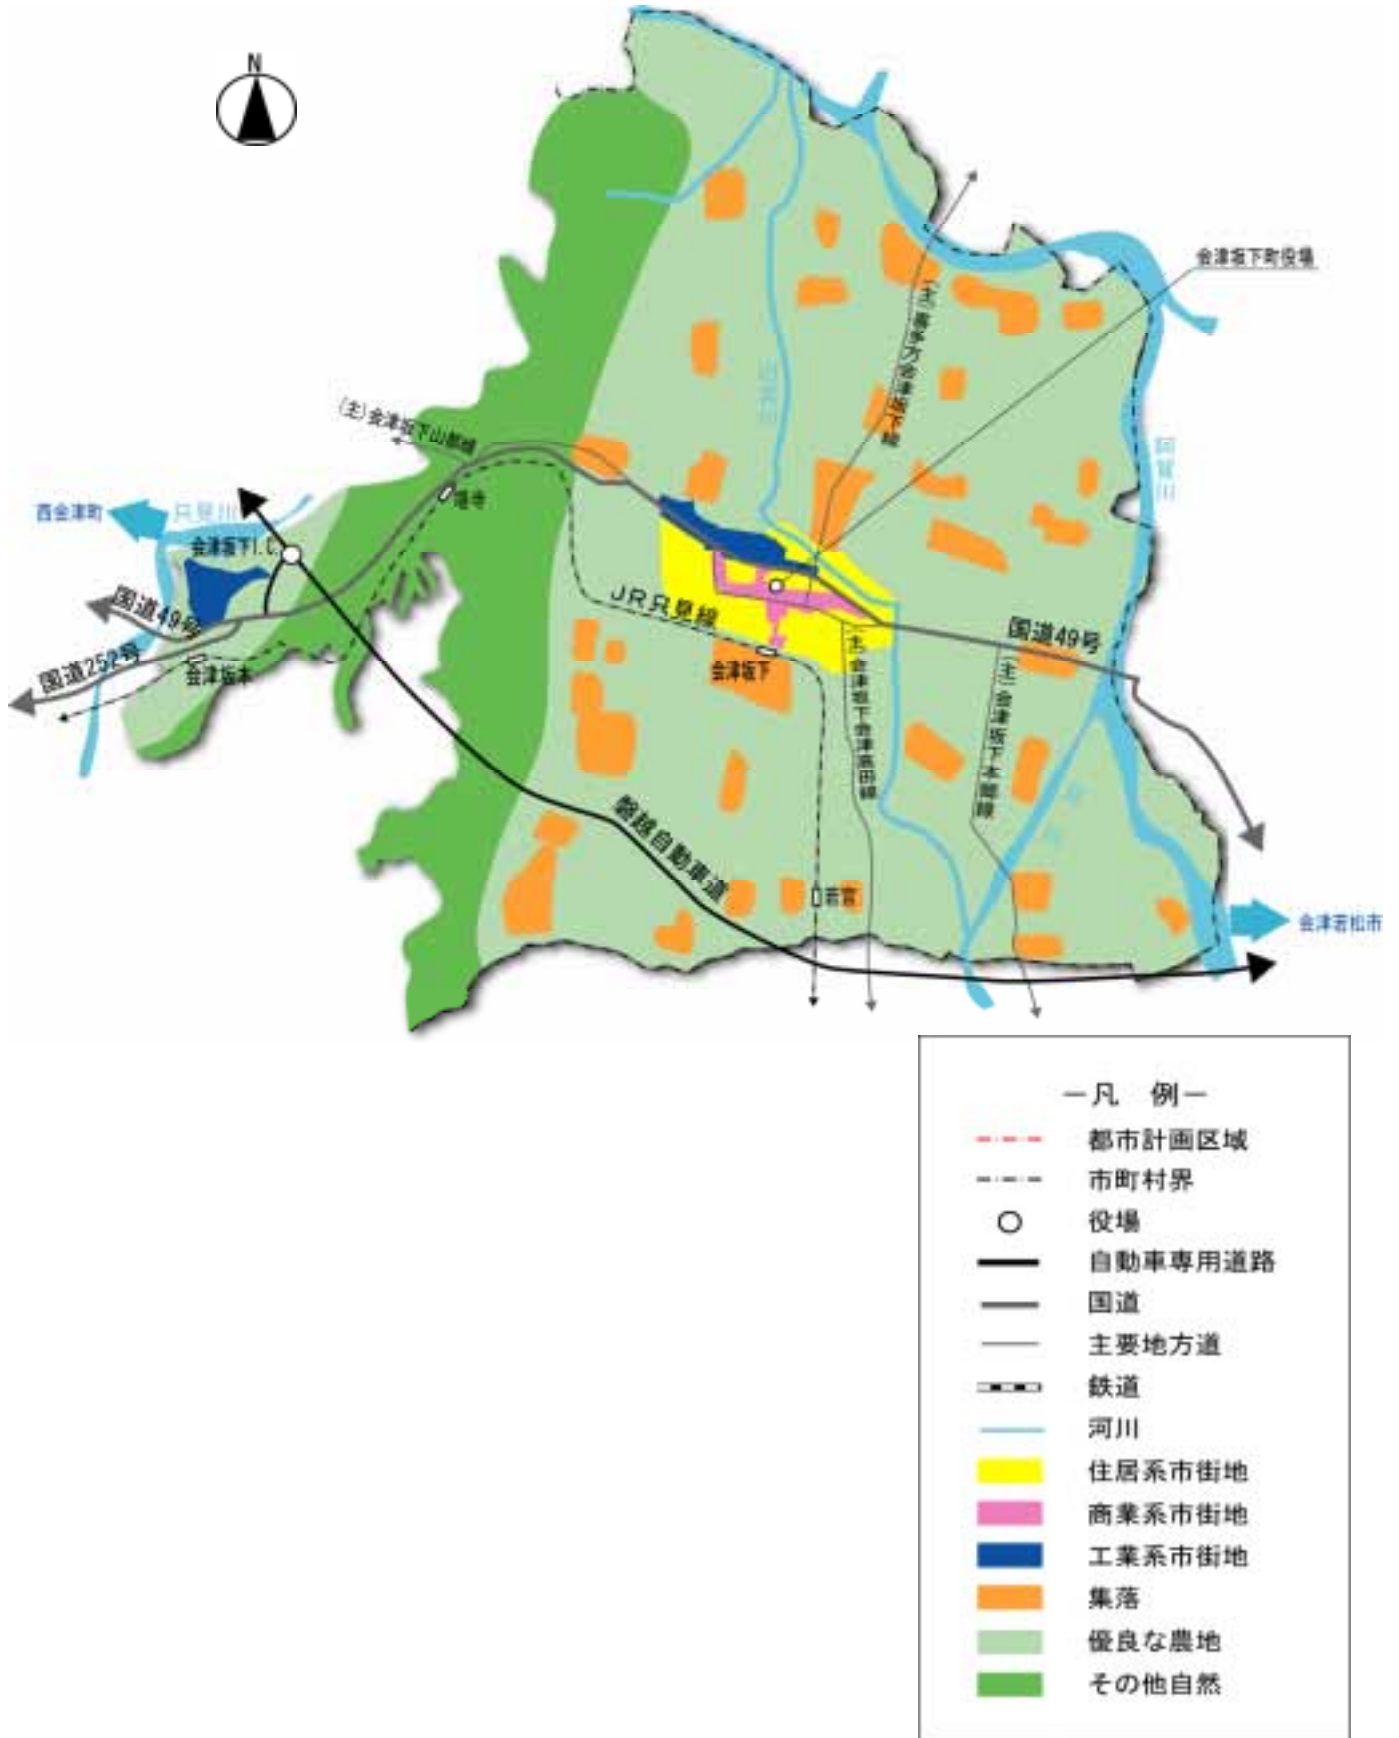 N
会津坂下町役場
(主)喜多方会津坂下線
(主)会津坂下山都線
塔寺
西会津町
只見川
会津坂下I.C.
国道49号
国道252号
会津坂本
JR只見線
会津坂下
国道49号
(主)会津坂下会津高田線
(主)会津坂下本郷線
阿賀川
磐越自動車道
若宮
会津若松市
－凡 例－
都市計画区域
市町村界
役場
自動車専用道路
国道
主要地方道
鉄道
河川
住居系市街地
商業系市街地
工業系市街地
集落
優良な農地
その他自然